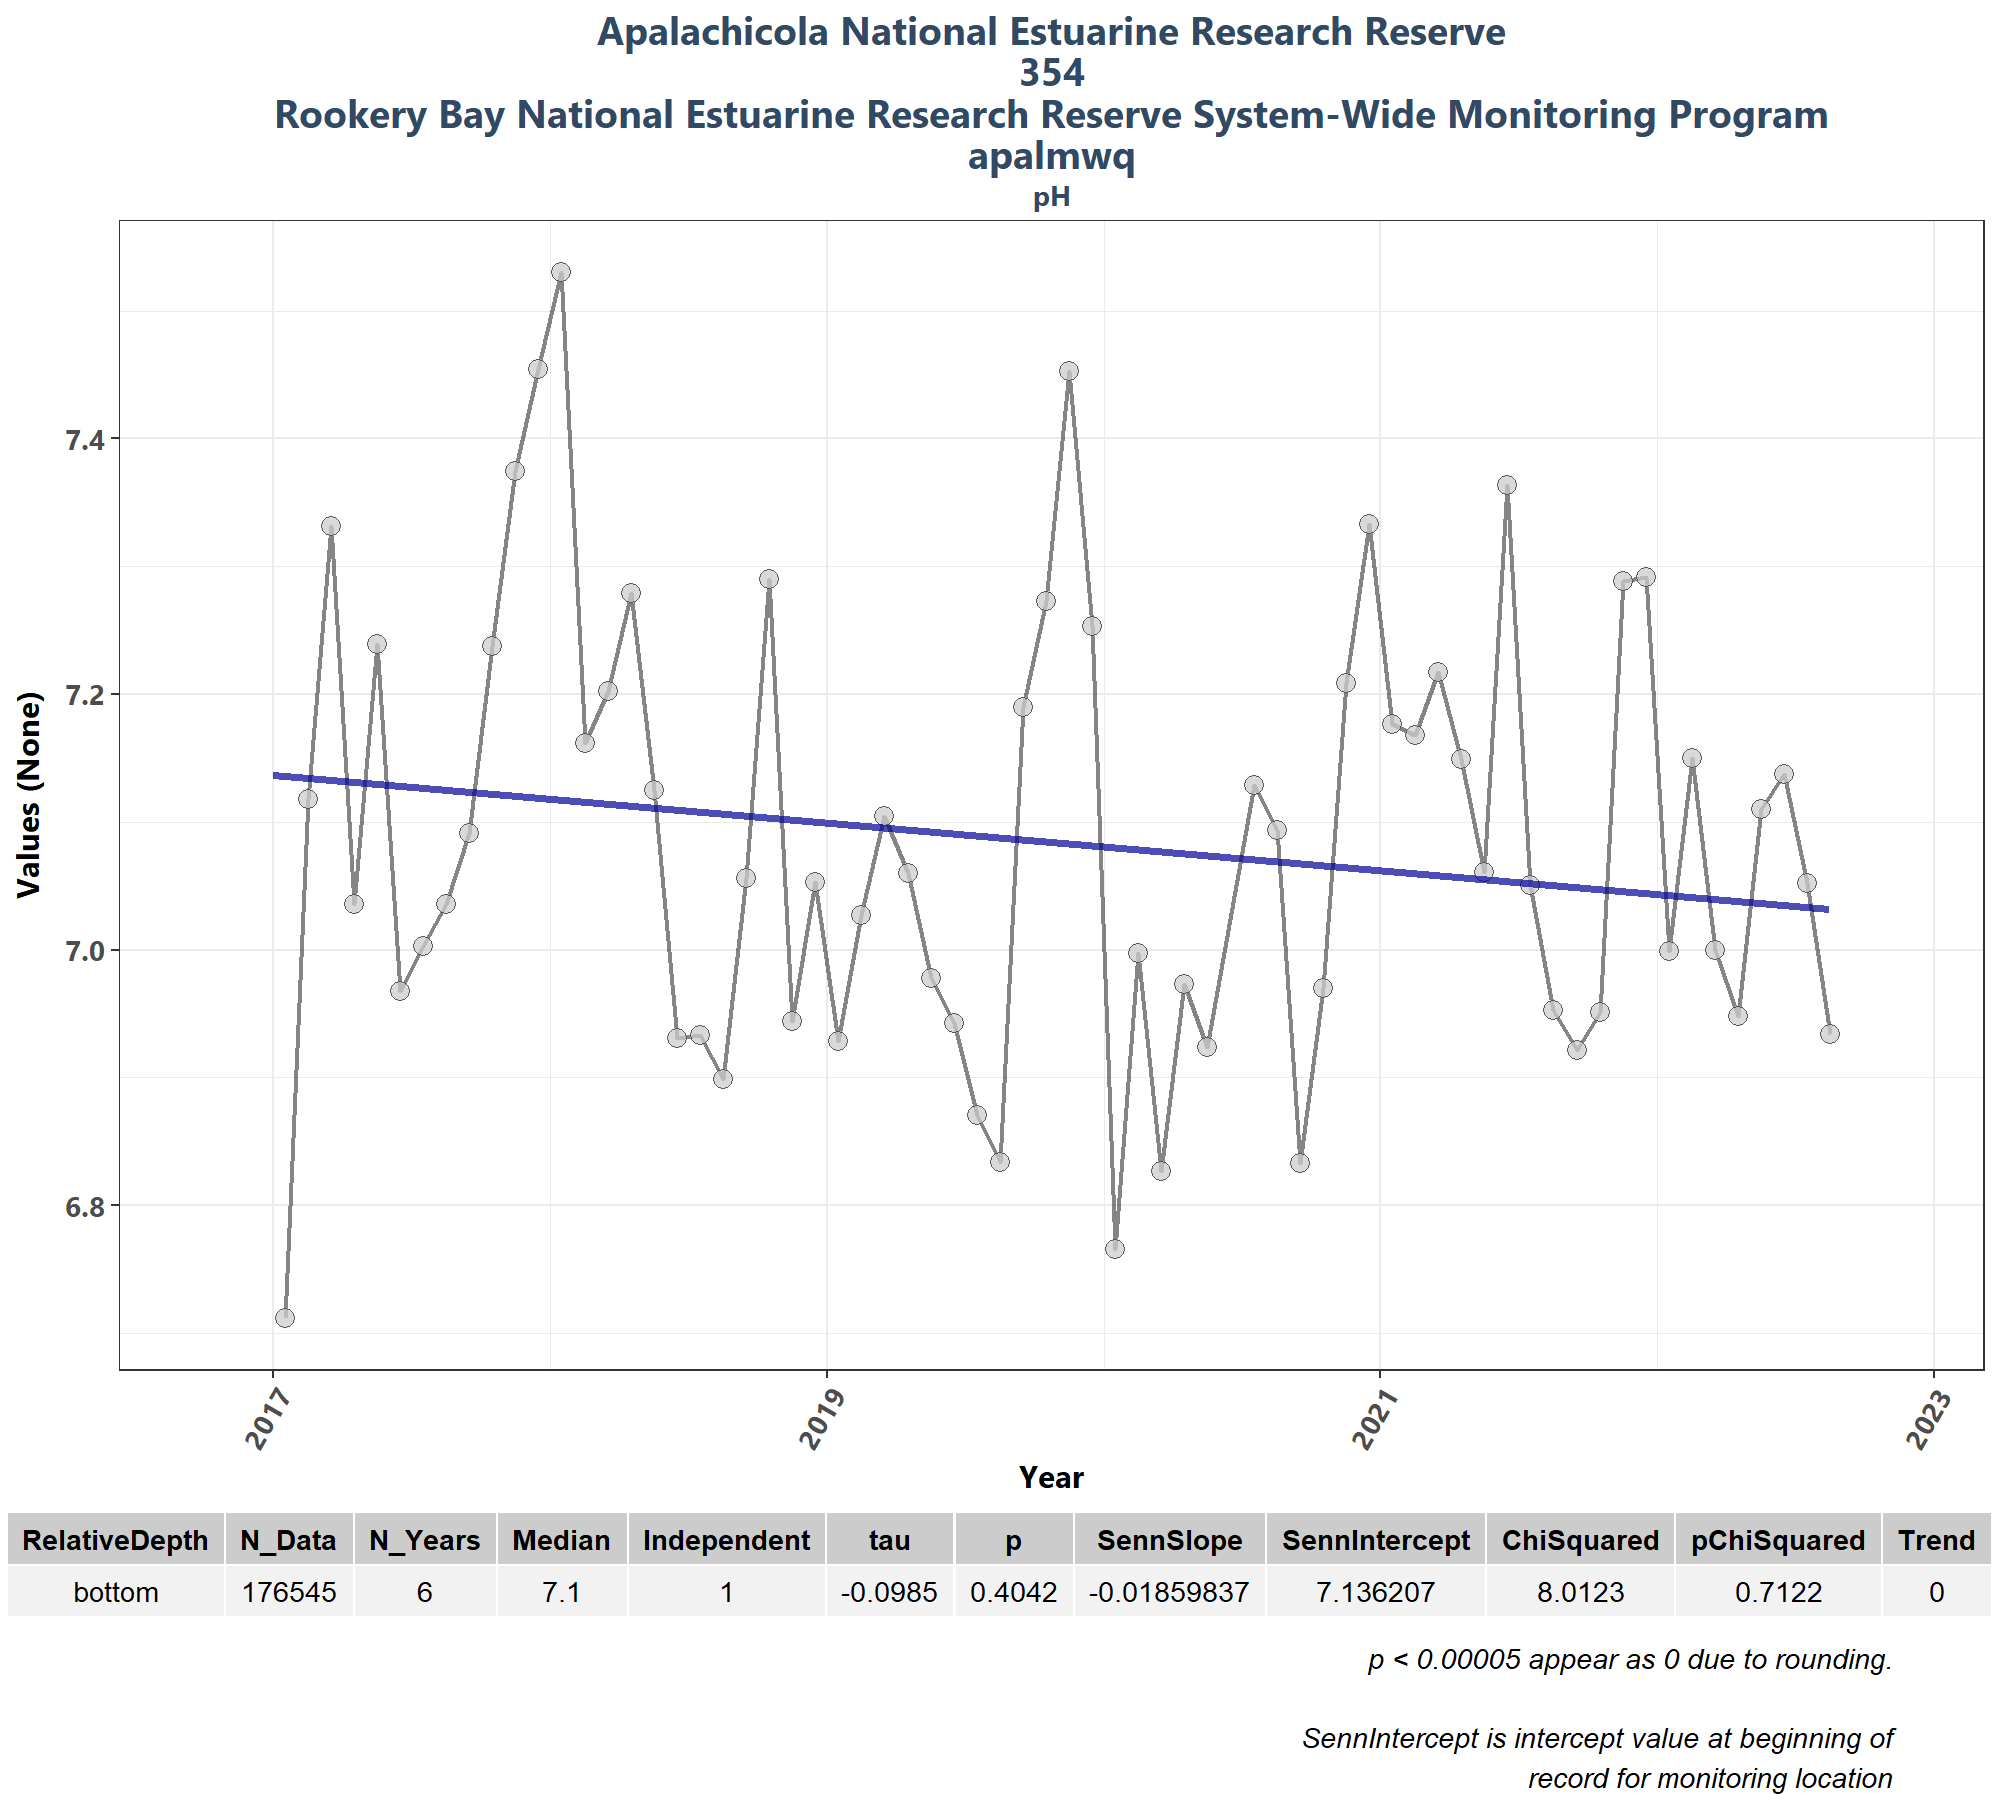 Apalachicola National Estuarine Research Reserve
354
Rookery Bay National Estuarine Research Reserve System-Wide Monitoring Program
apalmwq
pH
Values (None)
7.4
7.2
7.0
6.8
2017 2019 2021 2023
Year
RelativeDepth N_Data N_Years Median Independent tau p SennSlope SennIntercept ChiSquared pChiSquared Trend
bottom 176545 6 7.1 1 -0.0985 0.4042 -0.01859837 7.136207 8.0123 0.7122 0
p < 0.00005 appear as 0 due to rounding.
SennIntercept is intercept value at beginning of
record for monitoring location